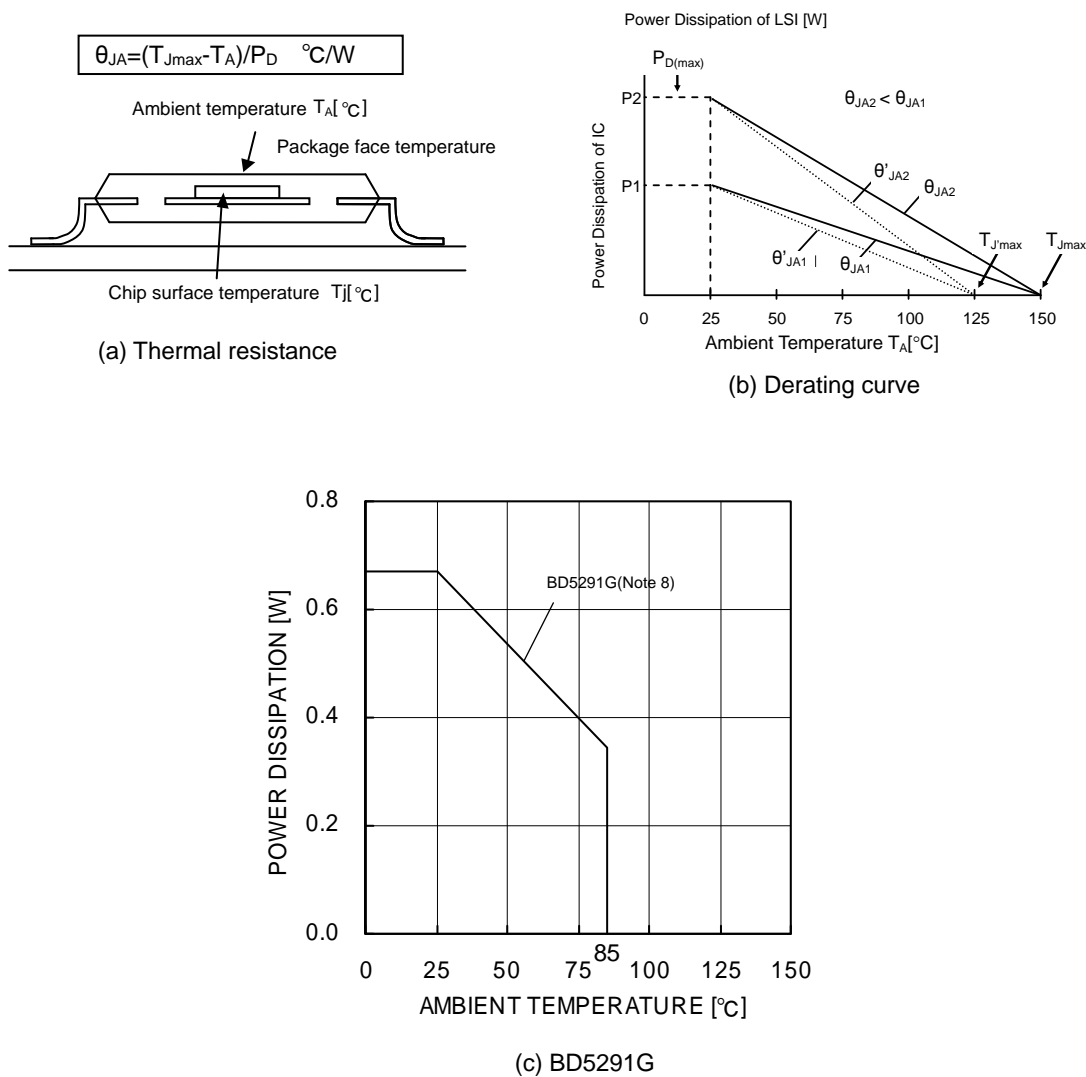 θJA=(TJmax-TA)/PD °C/W
Ambient temperature TA[°C]
Package face temperature
Chip surface temperature Tj[°C]
(a) Thermal resistance
Power Dissipation of LSI [W]
PD(max)
P2
θJA2 < θJA1
θ'JA2
θJA2
P1
θ'JA1
θJA1
TJ'max
TJmax
Power Dissipation of IC
0 25 50 75 100 125 150
Ambient Temperature TA[°C]
(b) Derating curve
0.8
0.6
0.4
0.2
0.0
POWER DISSIPATION [W]
BD5291G(Note 8)
85
0 25 50 75 100 125 150
AMBIENT TEMPERATURE [°C]
(c) BD5291G